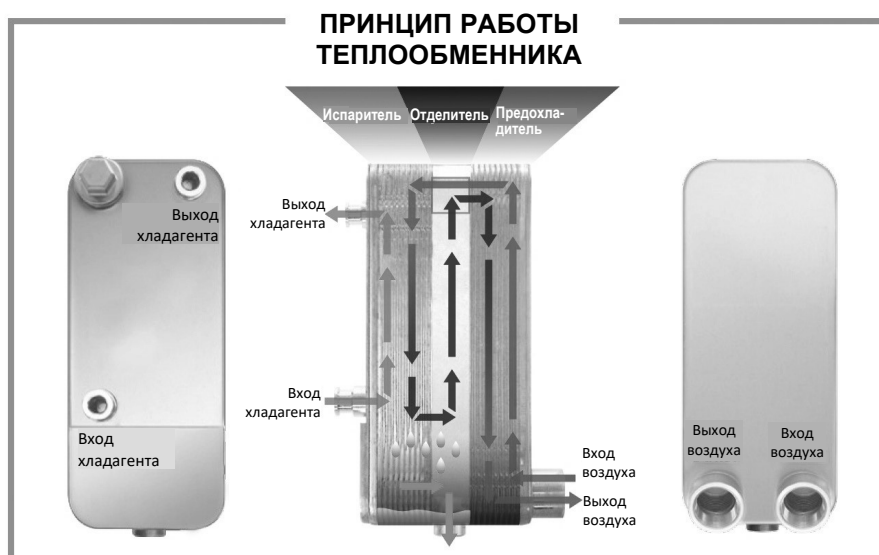 ПРИНЦИП РАБОТЫ
ТЕПЛООБМЕННИКА
Испаритель
Отделитель
Предохла-
дитель
Выход
хладагента
Вход
хладагента
Выход
хладагента
Вход
хладагента
Вход
воздуха
Выход
воздуха
Выход
воздуха
Вход
воздуха